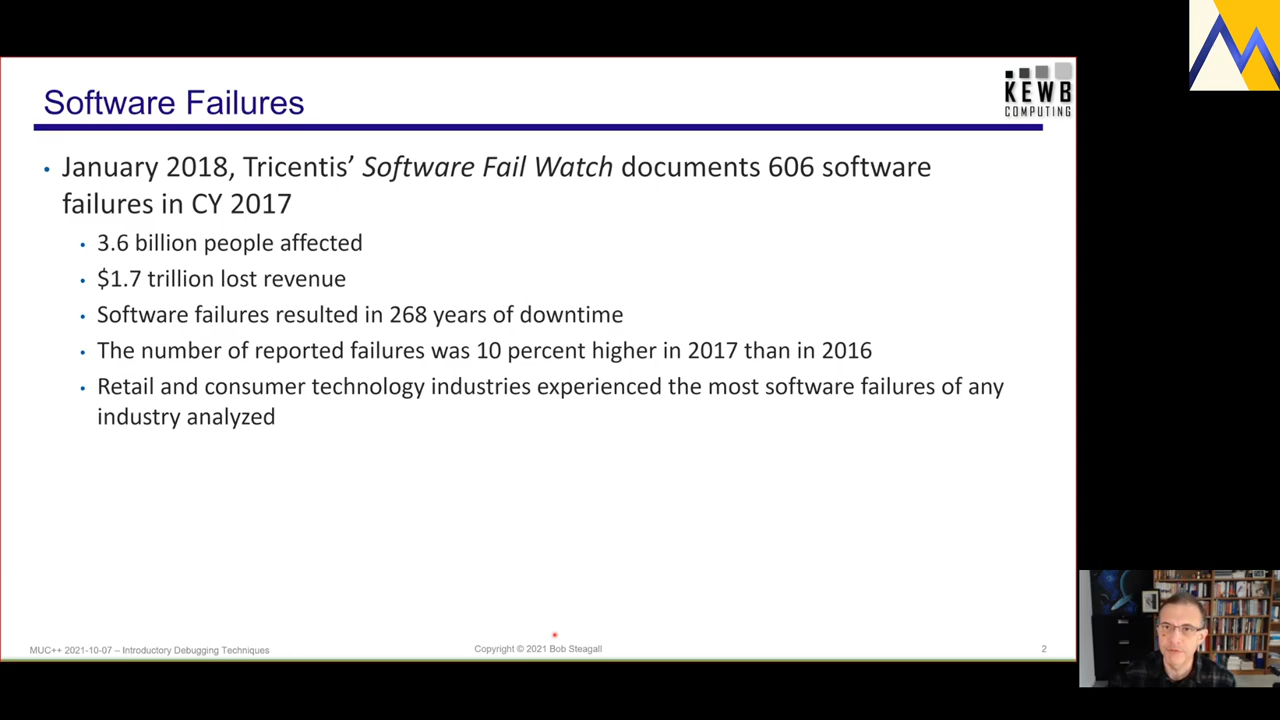 Software Failures
KEWB
COMPUTING
• January 2018, Tricentis’ Software Fail Watch documents 606 software
failures in CY 2017
• 3.6 billion people affected
• $1.7 trillion lost revenue
• Software failures resulted in 268 years of downtime
• The number of reported failures was 10 percent higher in 2017 than in 2016
• Retail and consumer technology industries experienced the most software failures of any
industry analyzed
MUC++ 2021-10-07 – Introductory Debugging Techniques
Copyright © 2021 Bob Steagall
2